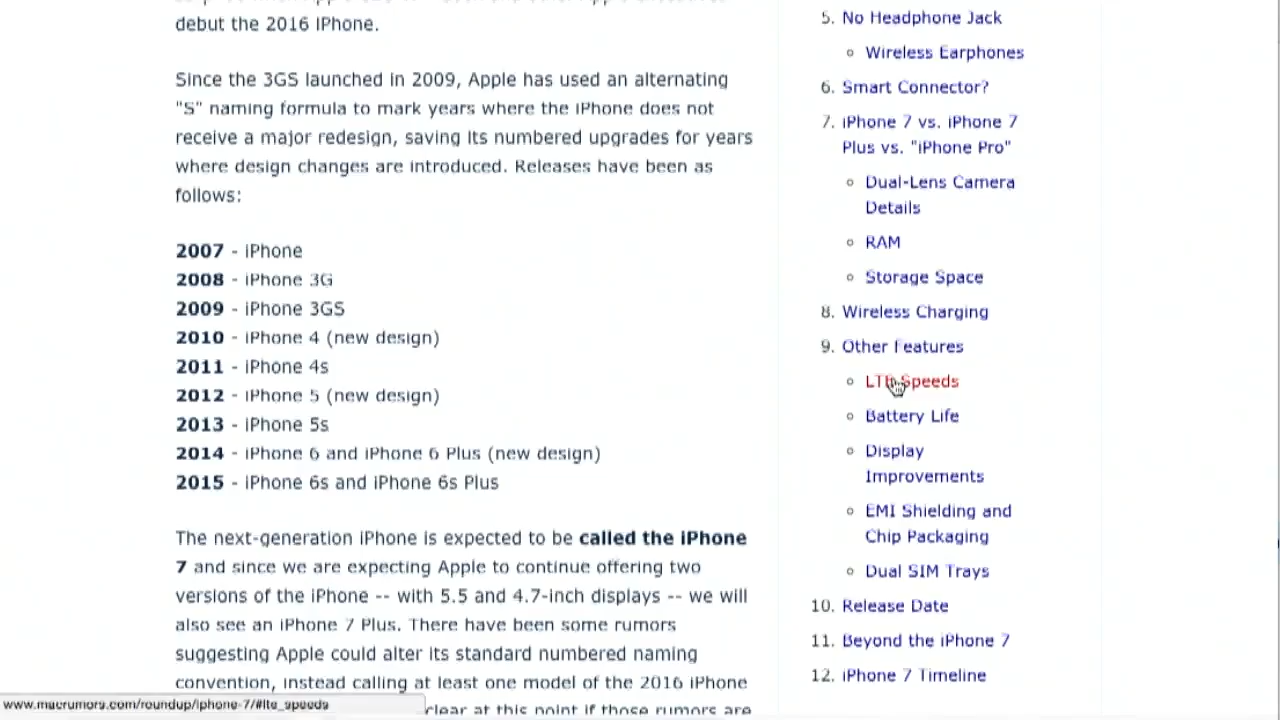 debut the 2016 iPhone.
Since the 3GS launched in 2009, Apple has used an alternating
"S" naming formula to mark years where the iPhone does not
receive a major redesign, saving its numbered upgrades for years
where design changes are introduced. Releases have been as
follows:
2007 - iPhone
2008 - iPhone 3G
2009 - iPhone 3GS
2010 - iPhone 4 (new design)
2011 - iPhone 4s
2012 - iPhone 5 (new design)
2013 - iPhone 5s
2014 - iPhone 6 and iPhone 6 Plus (new design)
2015 - iPhone 6s and iPhone 6s Plus
The next-generation iPhone is expected to be called the iPhone
7 and since we are expecting Apple to continue offering two
versions of the iPhone -- with 5.5 and 4.7-inch displays -- we will
also see an iPhone 7 Plus. There have been some rumors
suggesting Apple could alter its standard numbered naming
convention, instead calling at least one model of the 2016 iPhone
clear at this point if those rumors are
www.macrumors.com/roundup/iphone-7/#lte_speeds
5. No Headphone Jack
Wireless Earphones
6. Smart Connector?
7. iPhone 7 vs. iPhone 7
Plus vs. "iPhone Pro"
Dual-Lens Camera
Details
RAM
Storage Space
8. Wireless Charging
9. Other Features
LTE Speeds
Battery Life
Display
Improvements
EMI Shielding and
Chip Packaging
Dual SIM Trays
10. Release Date
11. Beyond the iPhone 7
12. iPhone 7 Timeline